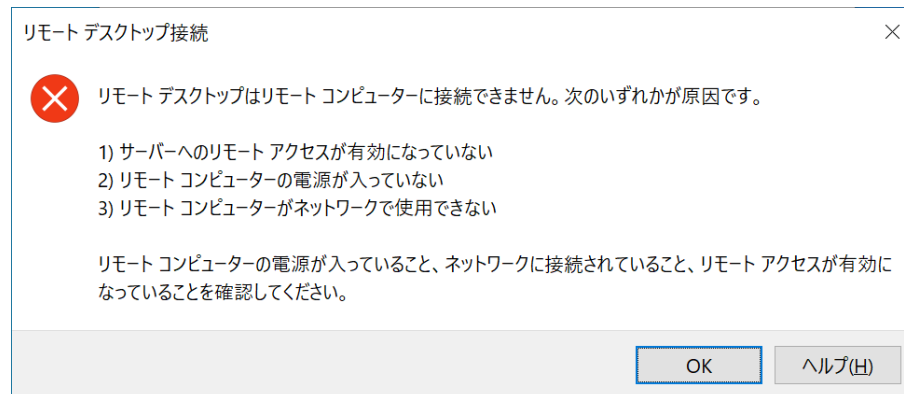 リモート デスクトップ接続
リモート デスクトップはリモート コンピューターに接続できません。次のいずれかが原因です。
1) サーバーへのリモート アクセスが有効になっていない
2) リモート コンピューターの電源が入っていない
3) リモート コンピューターがネットワークで使用できない
リモート コンピューターの電源が入っていること、ネットワークに接続されていること、リモート アクセスが有効に
なっていることを確認してください。
OK
ヘルプ(H)